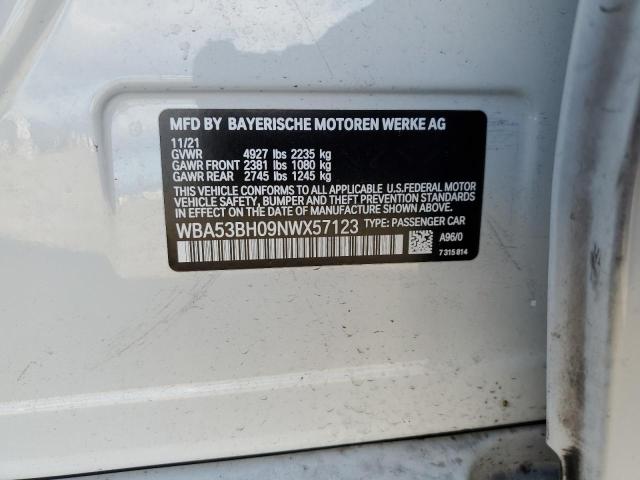 MFD BY BAYERISCHE MOTOREN WERKE AG
11/21
GVWR 4927 lbs 2235 kg
GAWR FRONT 2381 lbs 1080 kg
GAWR REAR 2745 lbs 1245 kg
THIS VEHICLE CONFORMS TO ALL APPLICABLE U.S.FEDERAL MOTOR
VEHICLE SAFETY, BUMPER, AND THEFT PREVENTION STANDARDS
IN EFFECT ON THE DATE OF MANUFACTURE SHOWN ABOVE.
WBA53BH09NWX57123 TYPE: PASSENGER CAR
A96/0
7 315 814